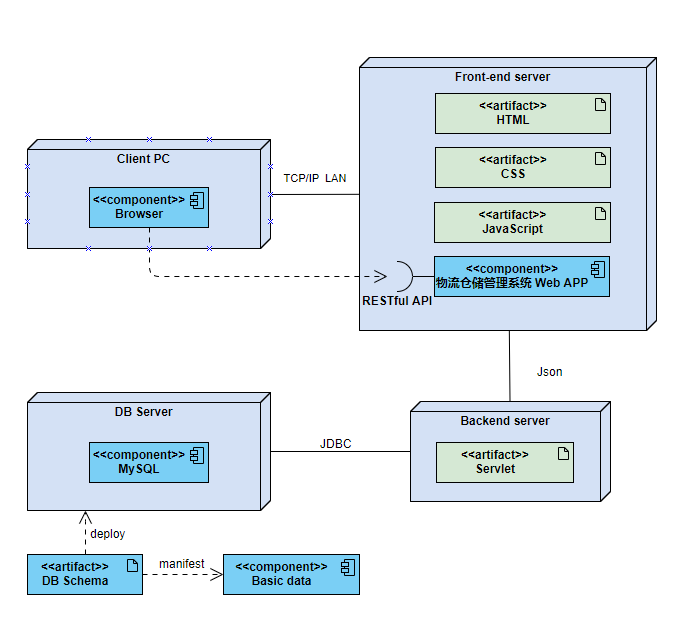 Front-end server
<<artifact>>
HTML
<<artifact>>
CSS
<<artifact>>
JavaScript
<<component>>
物流仓储管理系统 Web APP
RESTful API
Client PC
<<component>>
Browser
TCP/IP LAN
Json
DB Server
<<component>>
MySQL
JDBC
Backend server
<<artifact>>
Servlet
deploy
<<artifact>>
DB Schema
manifest
<<component>>
Basic data